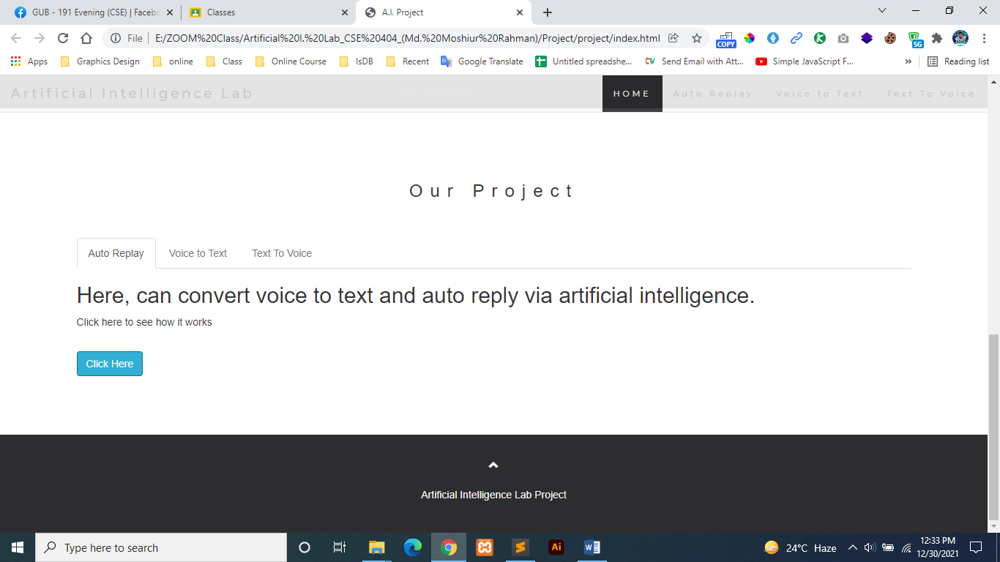 GUB - 191 Evening (CSE) | Faceb
Classes
A.I. Project
File
E:/ZOOM%20Class/Artificial%20I.%20Lab_CSE%20404_(Md.%20Moshiur%20Rahman)/Project/project/index.html
COPY
SG
Apps
Graphics Design
online
Class
Online Course
IsDB
Recent
Google Translate
Untitled spreadshe...
CW Send Email with Att...
Simple JavaScript F...
»
Reading list
Artificial Intelligence Lab
HOME
Auto Replay
Voice to Text
Text To Voice
Our Project
Auto Replay
Voice to Text
Text To Voice
Here, can convert voice to text and auto reply via artificial intelligence.
Click here to see how it works
Click Here
Artificial Intelligence Lab Project
Type here to search
Ai
W
24°C Haze
12:33 PM
12/30/2021